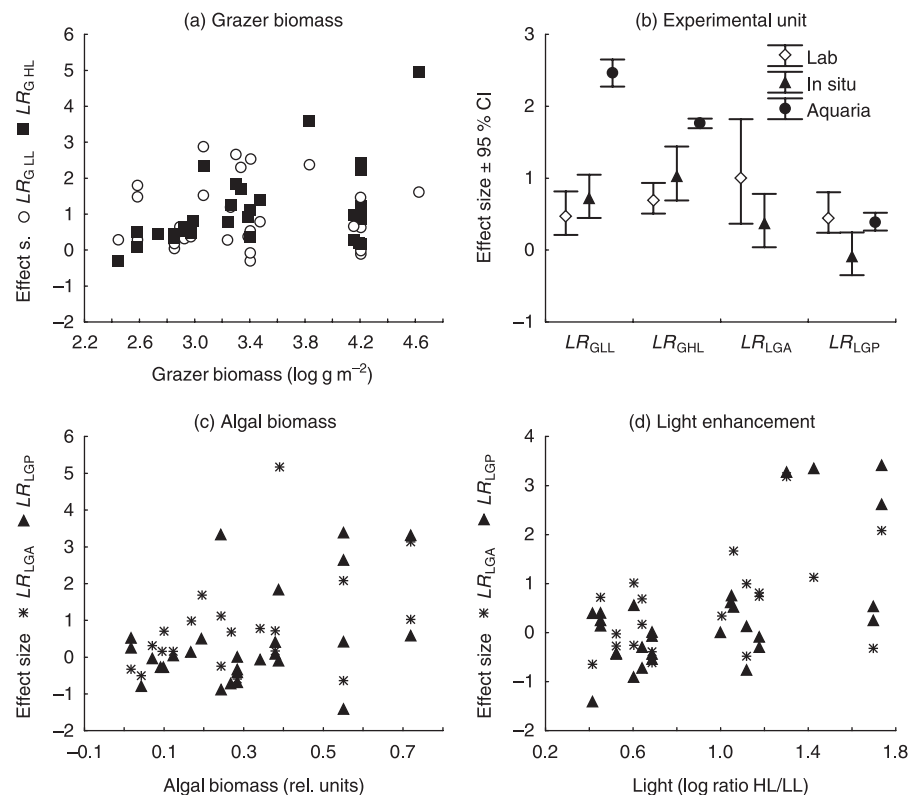 (a) Grazer biomass
6
5
4
3
2
1
0
−1
−2
2.2 2.6 3.0 3.4 3.8 4.2 4.6
Grazer biomass (log g m−2)
Effect s. ○ LRGLL ■ LRGHL
(b) Experimental unit
3
2
1
0
−1
Effect size ± 95 % CI
Lab
In situ
Aquaria
LRGLL LRGHL LRLGA LRLGP
(c) Algal biomass
6
5
4
3
2
1
0
−1
−2
−0.1 0.1 0.3 0.5 0.7
Algal biomass (rel. units)
Effect size * LRLGA ▲ LRLGP
(d) Light enhancement
5
4
3
2
1
0
−1
−2
0.2 0.6 1.0 1.4 1.8
Light (log ratio HL/LL)
Effect size * LRLGA ▲ LRLGP